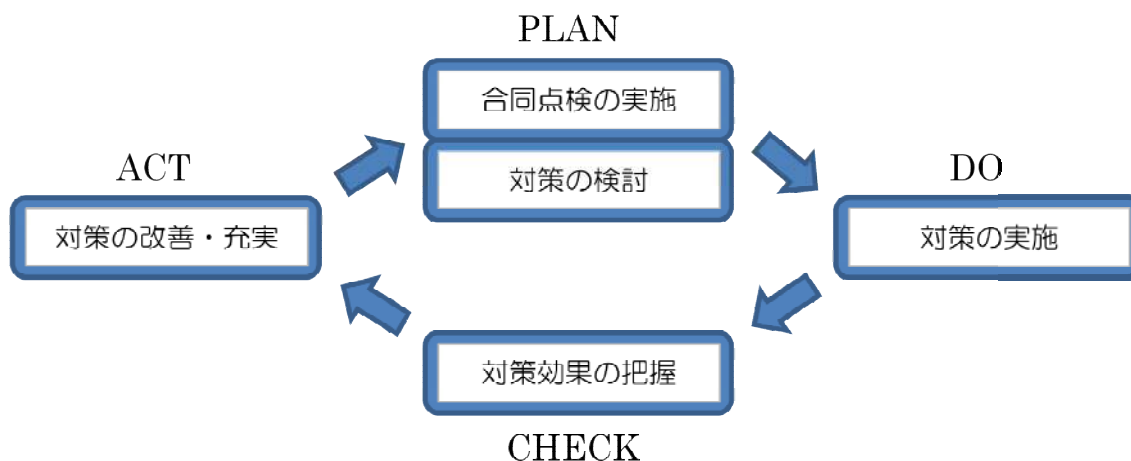 PLAN
合同点検の実施
対策の検討
ACT
対策の改善・充実
DO
対策の実施
対策効果の把握
CHECK